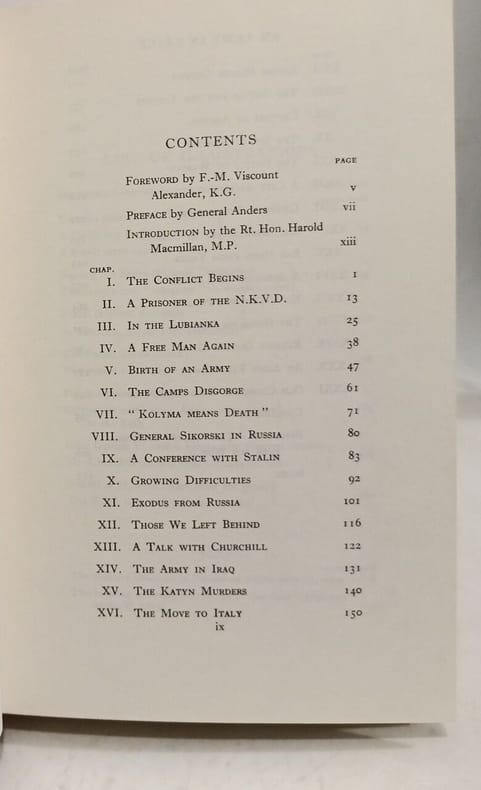 CONTENTS
PAGE
FOREWORD by F.-M. Viscount
Alexander, K.G. v
PREFACE by General Anders vii
INTRODUCTION by the Rt. Hon. Harold
Macmillan, M.P. xiii
CHAP.
I. THE CONFLICT BEGINS 1
II. A PRISONER OF THE N.K.V.D. 13
III. IN THE LUBIANKA 25
IV. A FREE MAN AGAIN 38
V. BIRTH OF AN ARMY 47
VI. THE CAMPS DISGORGE 61
VII. "KOLYMA MEANS DEATH" 71
VIII. GENERAL SIKORSKI IN RUSSIA 80
IX. A CONFERENCE WITH STALIN 83
X. GROWING DIFFICULTIES 92
XI. EXODUS FROM RUSSIA 101
XII. THOSE WE LEFT BEHIND 116
XIII. A TALK WITH CHURCHILL 122
XIV. THE ARMY IN IRAQ 131
XV. THE KATYN MURDERS 140
XVI. THE MOVE TO ITALY 150
ix